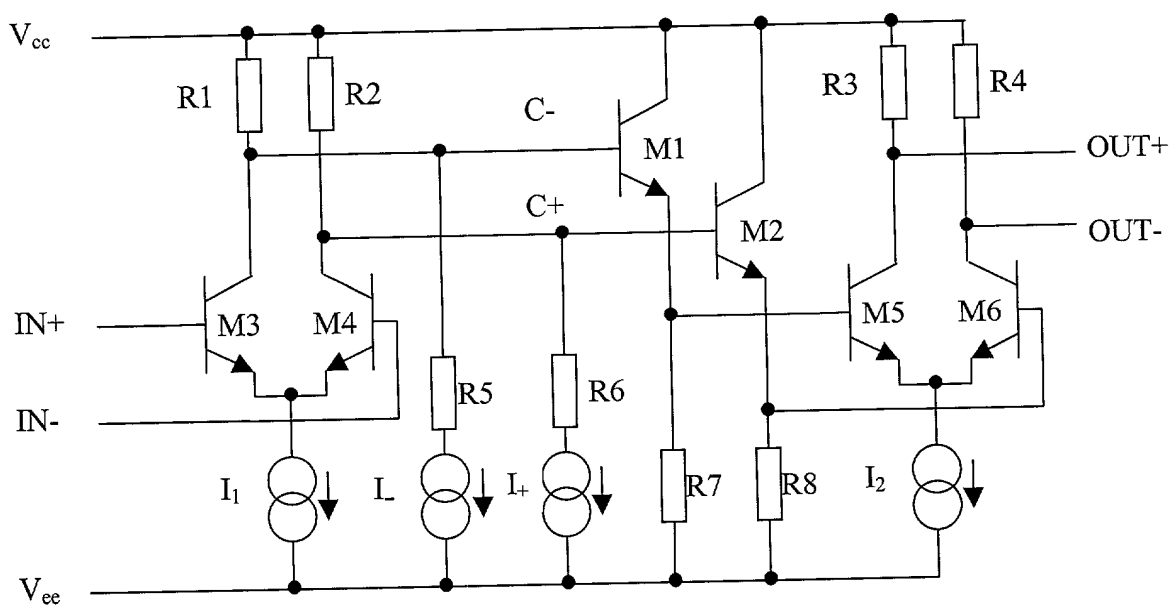 Vcc
R1
R2
C-
M1
R3
R4
OUT+
C+
M2
OUT-
IN+
M3
M4
M5
M6
IN-
R5
R6
I1
I-
I+
R7
R8
I2
Vee